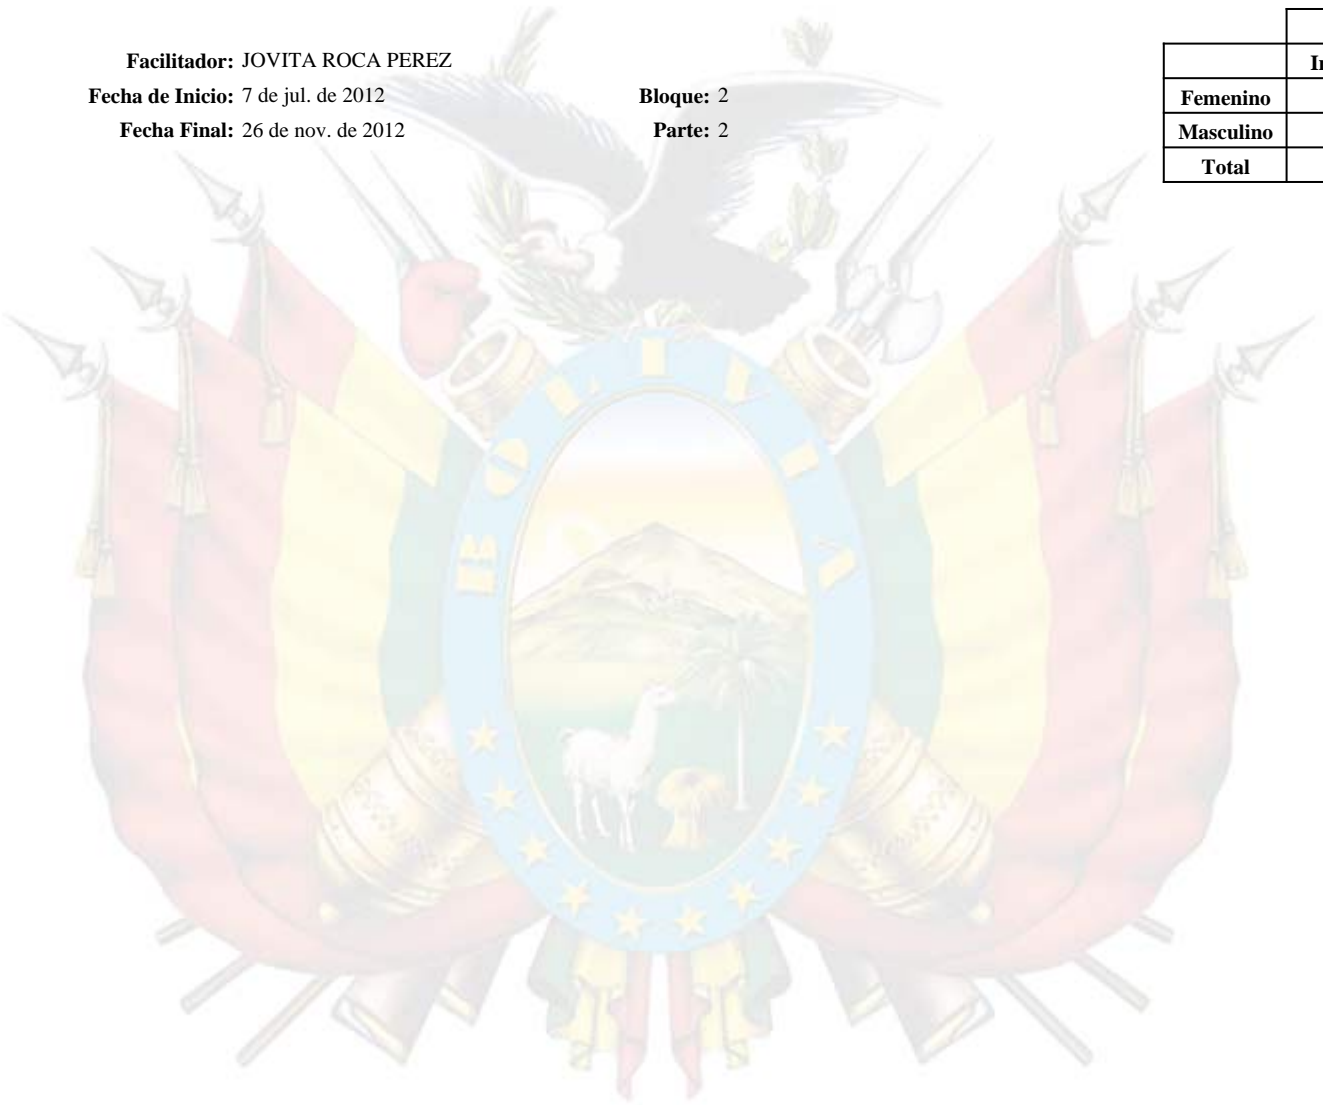 Facilitador: JOVITA ROCA PEREZ
Fecha de Inicio: 7 de jul. de 2012 Bloque: 2
Fecha Final: 26 de nov. de 2012 Parte: 2
Femenino
Masculino
Total
BOLIVIA